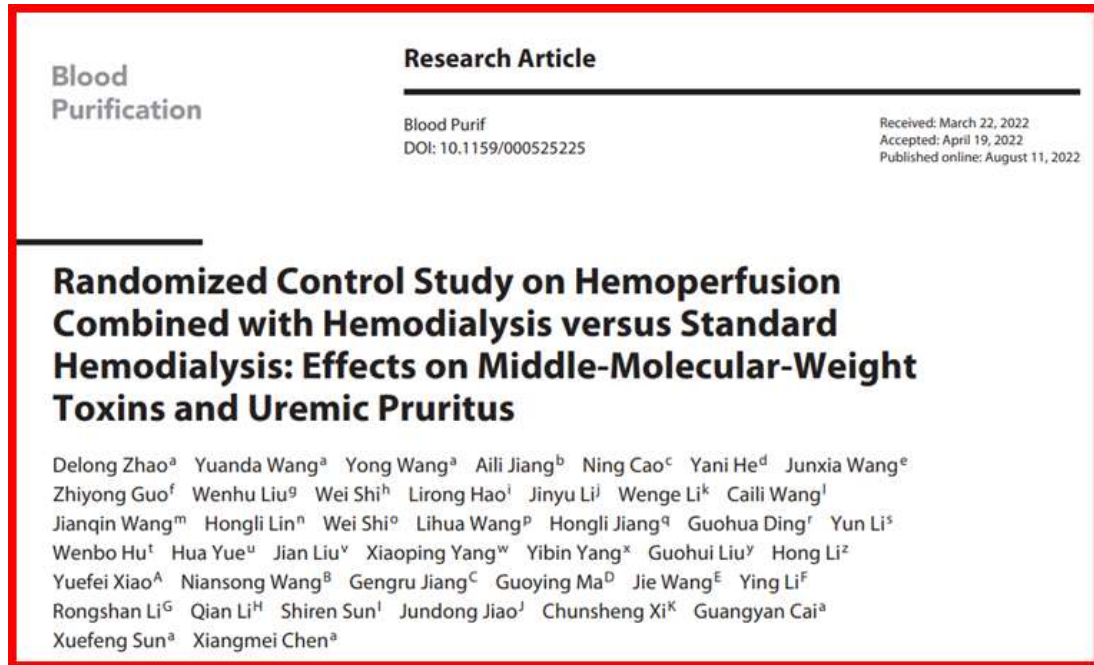 Blood
Purification
Research Article
Blood Purif
DOI: 10.1159/000525225
Received: March 22, 2022
Accepted: April 19, 2022
Published online: August 11, 2022
Randomized Control Study on Hemoperfusion
Combined with Hemodialysis versus Standard
Hemodialysis: Effects on Middle-Molecular-Weight
Toxins and Uremic Pruritus
Delong Zhaoᵃ Yuanda Wangᵃ Yong Wangᵃ Aili Jiangᵇ Ning Caoᶜ Yani Heᵈ Junxia Wangᵉ
Zhiyong Guoᶠ Wenhu Liuᵍ Wei Shiʰ Lirong Haoⁱ Jinyu Liʲ Wenge Liᵏ Caili Wangˡ
Jianqin Wangᵐ Hongli Linⁿ Wei Shiᵒ Lihua Wangᵖ Hongli Jiang^q Guohua Dingʳ Yun Liˢ
Wenbo Huᵗ Hua Yueᵘ Jian Liuᵛ Xiaoping Yangʷ Yibin Yangˣ Guohui Liuʸ Hong Liᶻ
Yuefei Xiaoᴬ Niansong Wangᴮ Gengru Jiang^C Guoying Maᴰ Jie Wangᴱ Ying Li^F
Rongshan Liᴳ Qian Liᴴ Shiren Sunᴵ Jundong Jiaoᴶ Chunsheng Xiᴷ Guangyan Caiᵃ
Xuefeng Sunᵃ Xiangmei Chenᵃ